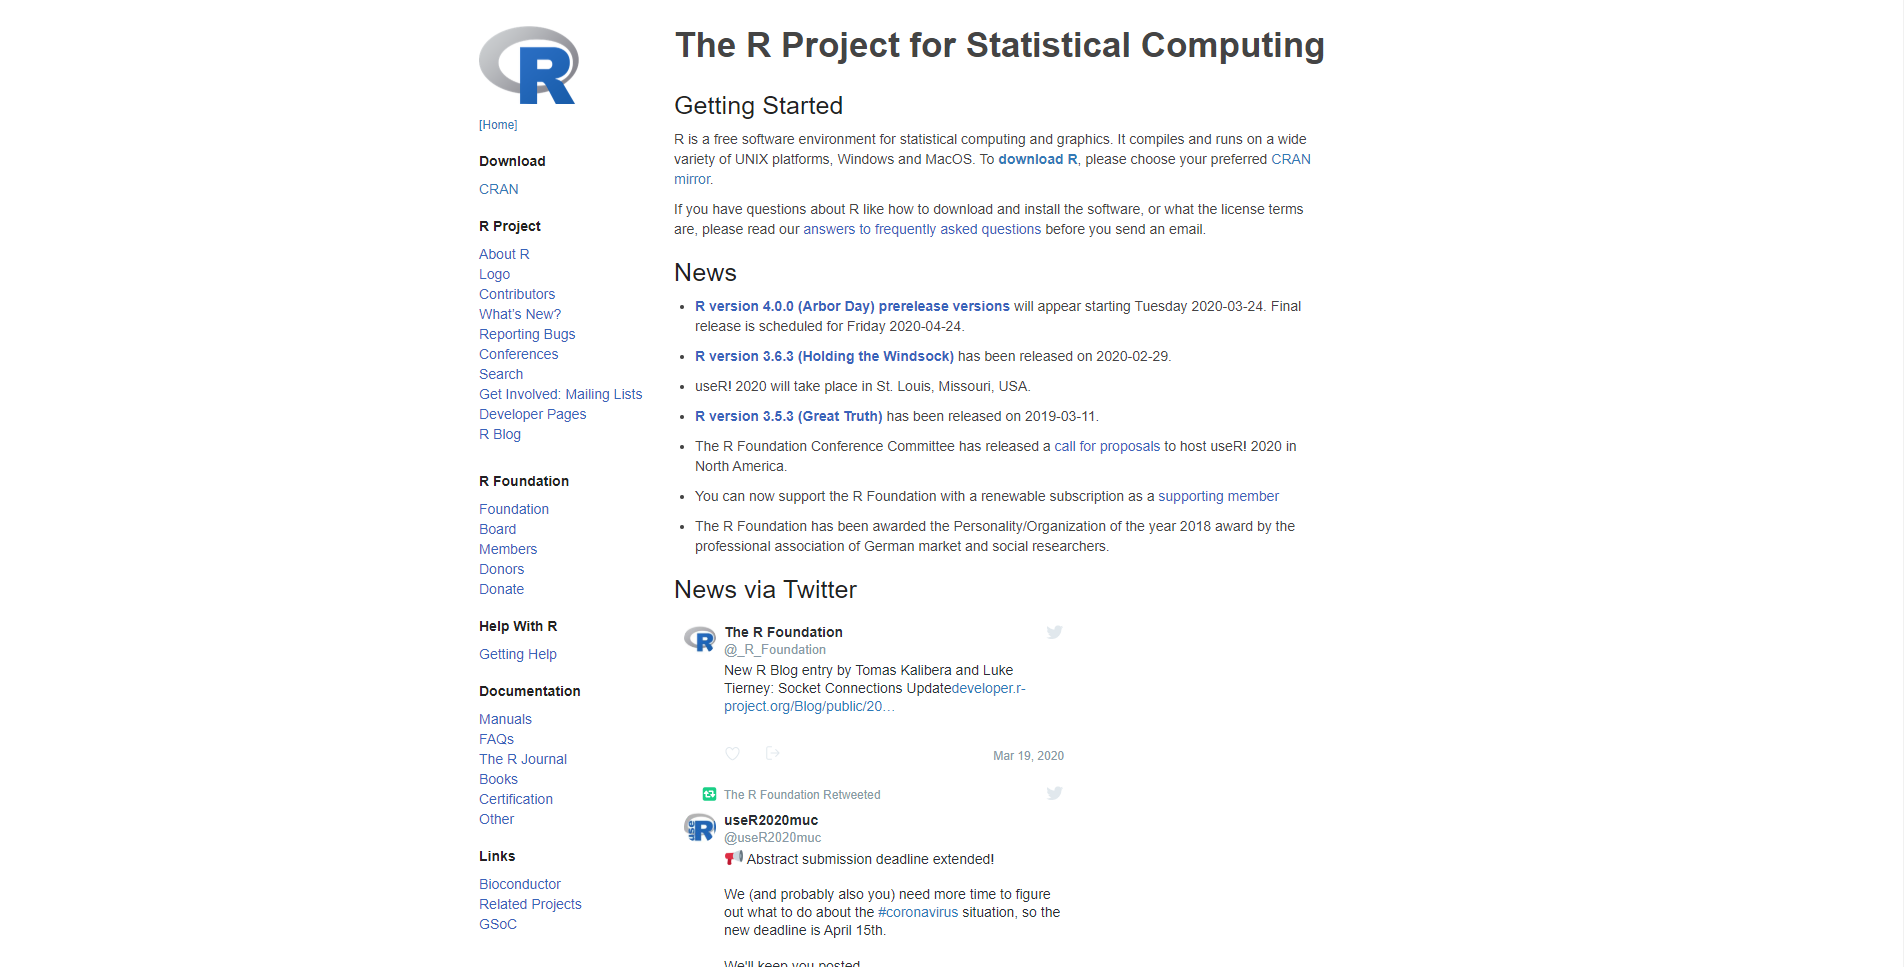 R
[Home]
Download
CRAN
R Project
About R
Logo
Contributors
What's New?
Reporting Bugs
Conferences
Search
Get Involved: Mailing Lists
Developer Pages
R Blog
R Foundation
Foundation
Board
Members
Donors
Donate
Help With R
Getting Help
Documentation
Manuals
FAQs
The R Journal
Books
Certification
Other
Links
Bioconductor
Related Projects
GSoC
The R Project for Statistical Computing
Getting Started
R is a free software environment for statistical computing and graphics. It compiles and runs on a wide
variety of UNIX platforms, Windows and MacOS. To download R, please choose your preferred CRAN
mirror.
If you have questions about R like how to download and install the software, or what the license terms
are, please read our answers to frequently asked questions before you send an email.
News
• R version 4.0.0 (Arbor Day) prerelease versions will appear starting Tuesday 2020-03-24. Final
release is scheduled for Friday 2020-04-24.
• R version 3.6.3 (Holding the Windsock) has been released on 2020-02-29.
• useR! 2020 will take place in St. Louis, Missouri, USA.
• R version 3.5.3 (Great Truth) has been released on 2019-03-11.
• The R Foundation Conference Committee has released a call for proposals to host useR! 2020 in
North America.
• You can now support the R Foundation with a renewable subscription as a supporting member
• The R Foundation has been awarded the Personality/Organization of the year 2018 award by the
professional association of German market and social researchers.
News via Twitter
R
The R Foundation
@_R_Foundation
New R Blog entry by Tomas Kalibera and Luke
Tierney: Socket Connections Updatedeveloper.r-
project.org/Blog/public/20…
Mar 19, 2020
The R Foundation Retweeted
use R
useR2020muc
@useR2020muc
Abstract submission deadline extended!
We (and probably also you) need more time to figure
out what to do about the #coronavirus situation, so the
new deadline is April 15th.
We'll keep you posted